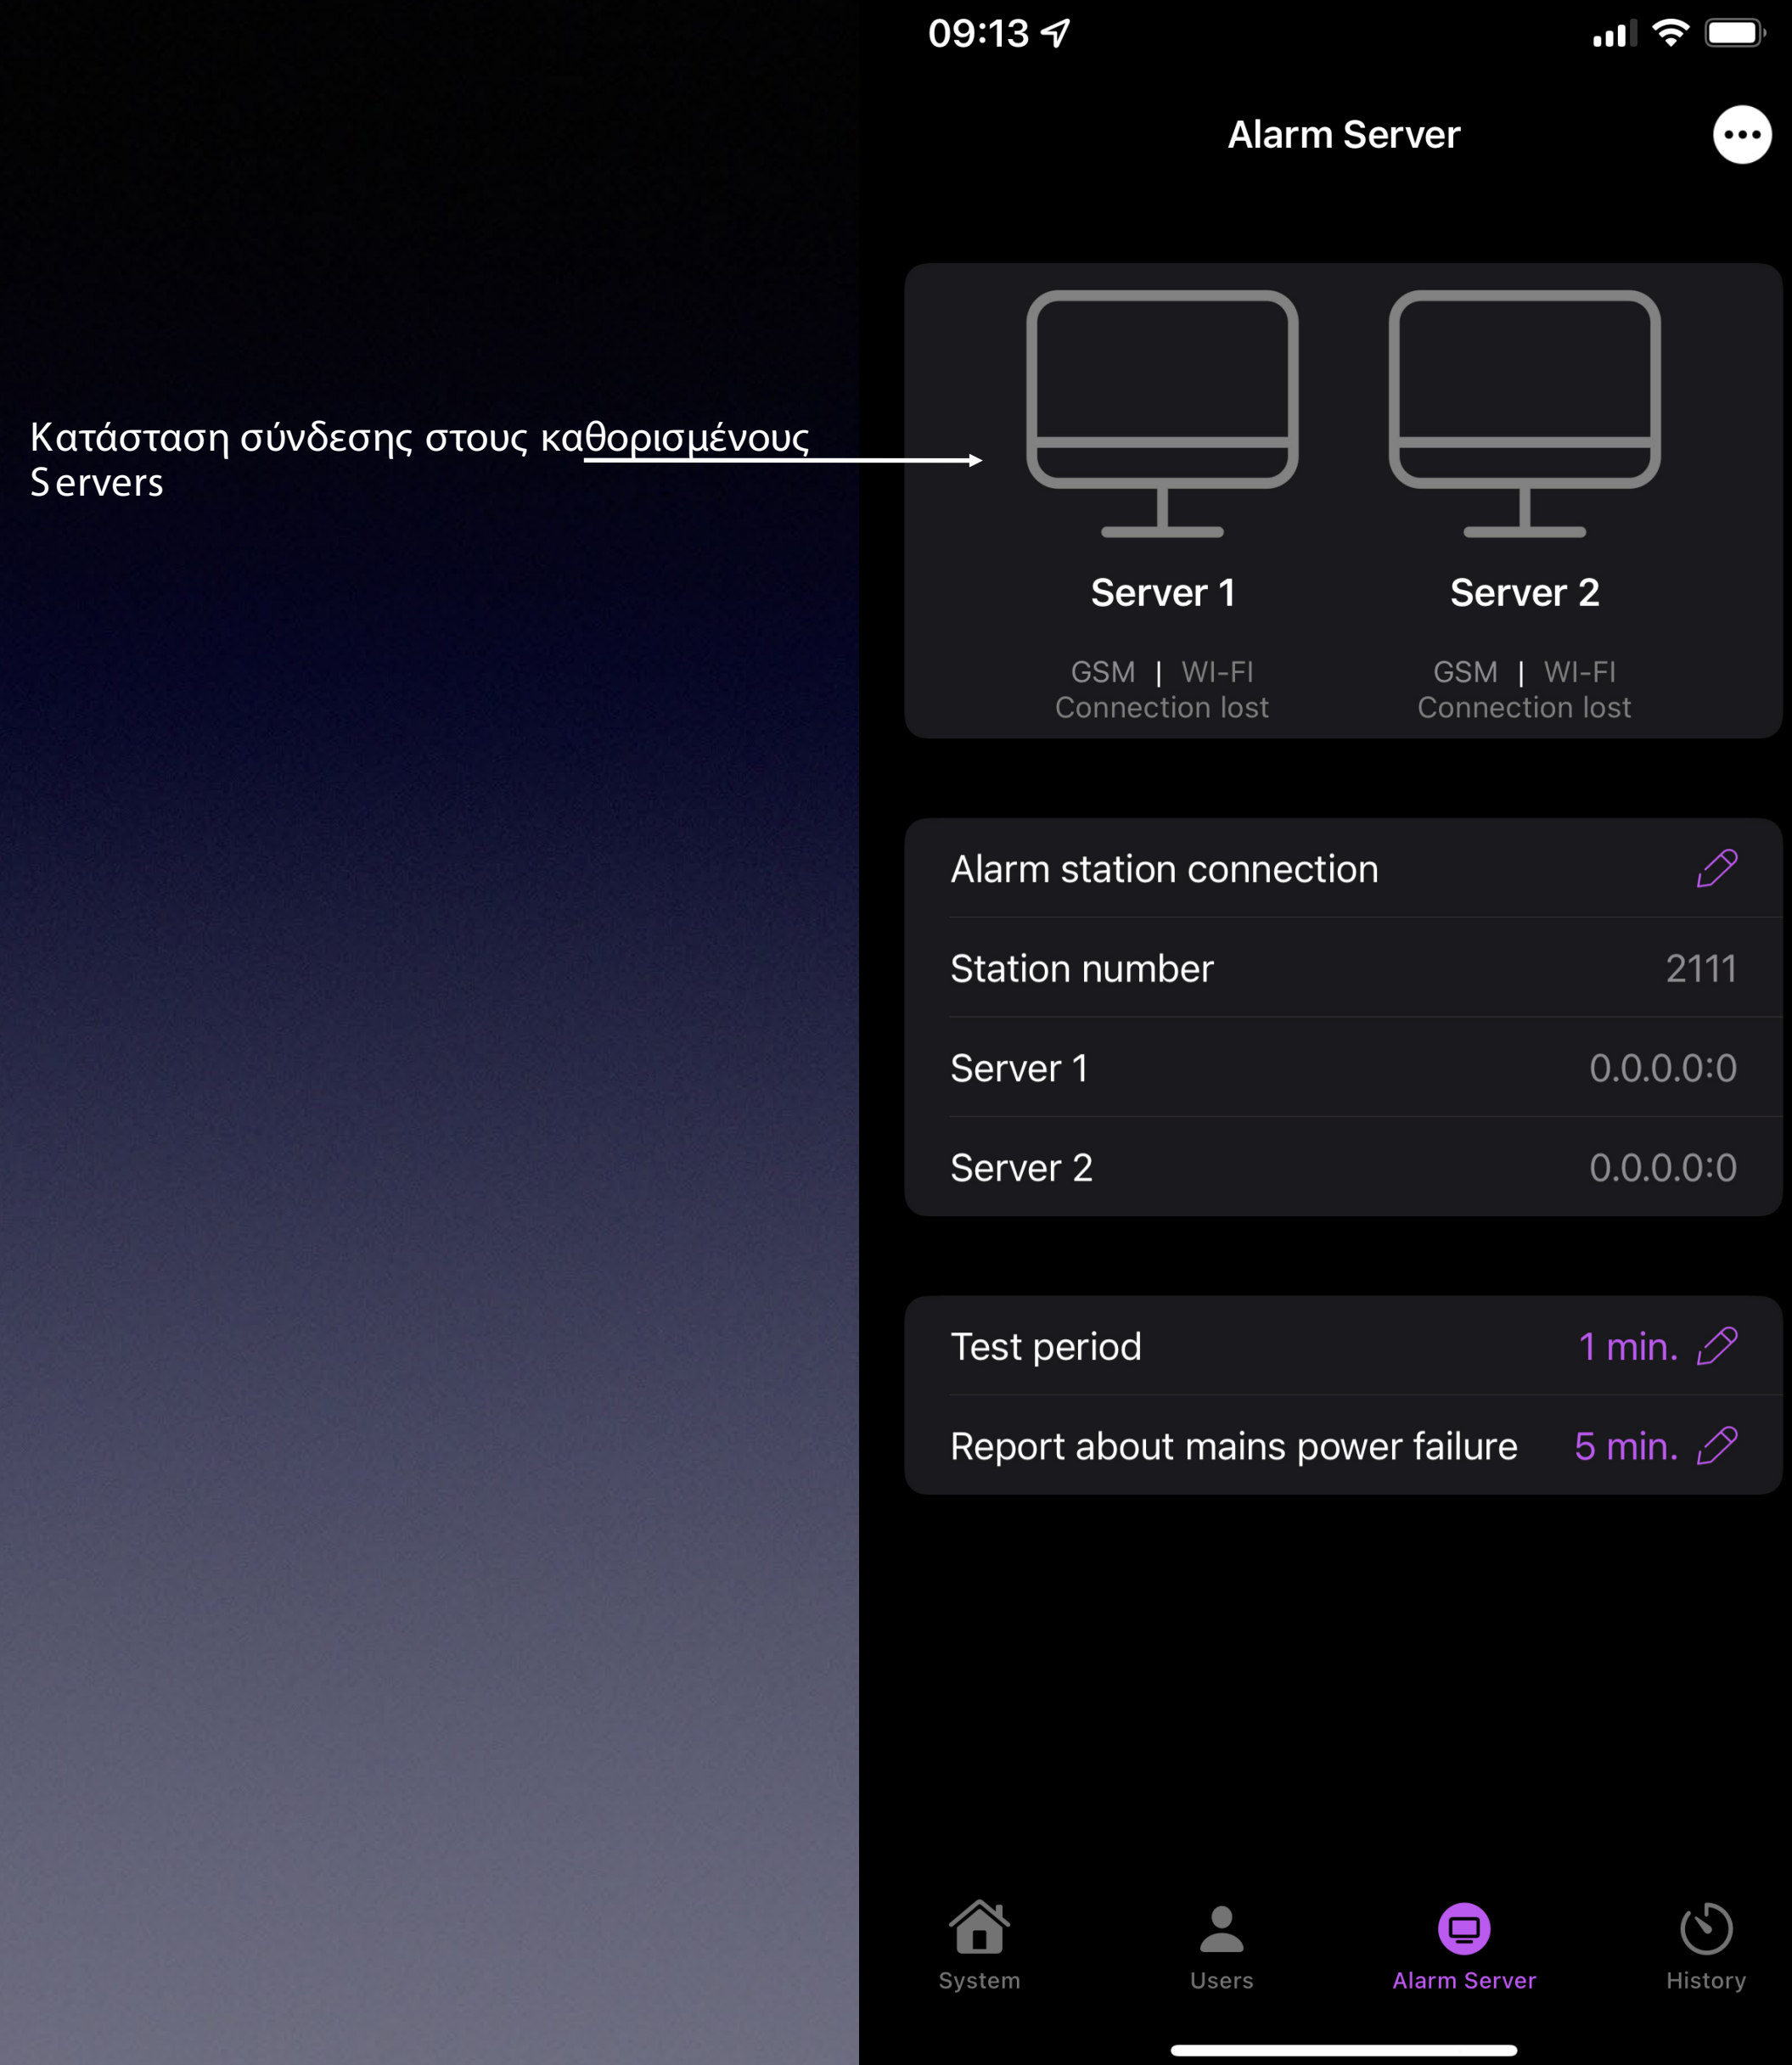 09:13
Alarm Server
Κατάσταση σύνδεσης στους καθορισμένους
Servers
Server 1
Server 2
GSM | WI-FI
Connection lost
GSM | WI-FI
Connection lost
Alarm station connection
Station number 2111
Server 1 0.0.0.0:0
Server 2 0.0.0.0:0
Test period 1 min.
Report about mains power failure 5 min.
System
Users
Alarm Server
History